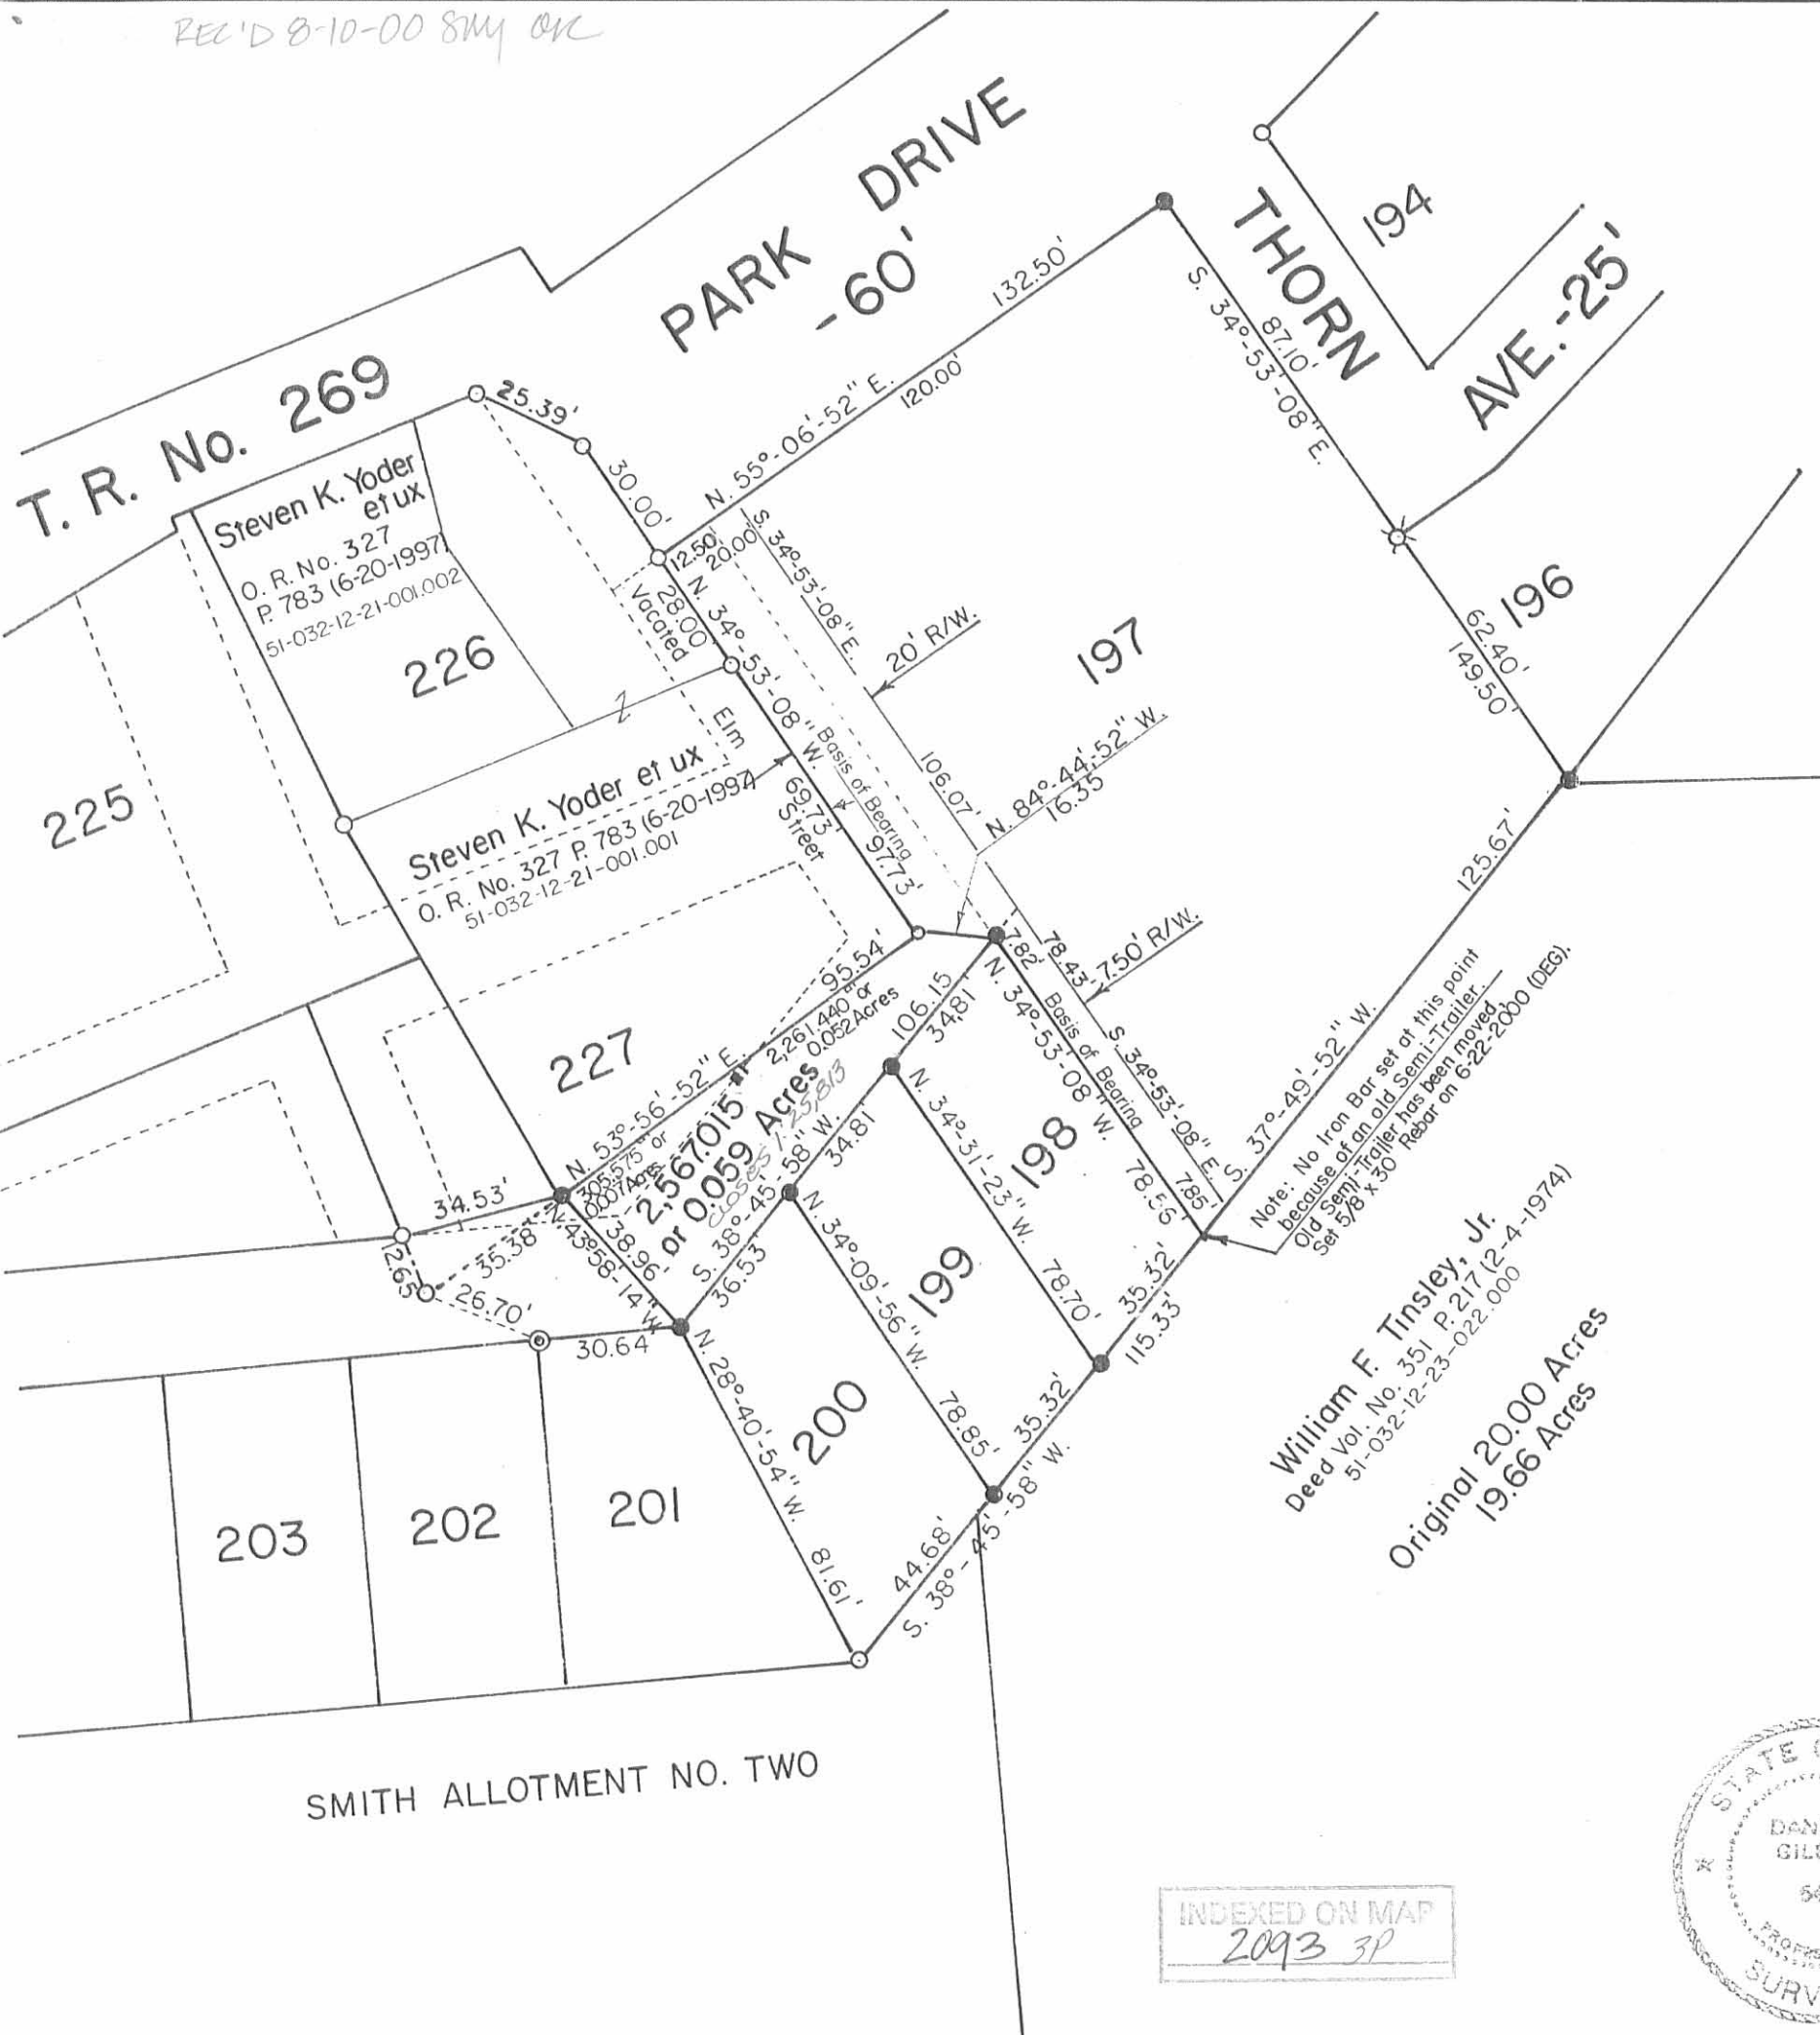 REC'D 8-10-00
PARK DRIVE
-60'
T. R. No. 269
THORN
AVE.-25'
194
196
197
132.50'
N. 55°-06'-52" E.
120.00'
S. 34°-53'-08" E.
87.10'
62.40'
149.50'
25.39'
30.00'
12.50'
20.00'
28.00'
N. 34°-53'-08" W.
Vacated
Elm
Street
S. 34°-53'-08" E.
20' R/W.
106.07'
N. 84°-44'-52" W.
16.35
Basis of Bearing
69.73'
97.73'
Steven K. Yoder
et ux
O. R. No. 327
P. 783 (6-20-1997)
51-032-12-21-001.002
226
225
Steven K. Yoder et ux
O. R. No. 327 P. 783 (6-20-1997)
51-032-12-21-001.001
227
95.54'
N. 53°-56'-52" E.
2,261.440 or
0.052 Acres
305.575 or
0.007 Acres
2,567.015
or 0.059 Acres
closes 1:25,813
S. 38°-45'-58" W.
106.15
34.81
34.81'
36.53'
7.82'
78.43'
7.50' R/W.
N. 34°-53'-08" W.
Basis of Bearing
78.56
S. 34°-53'-08" E.
7.85'
125.67'
S. 37°-49'-52" W.
Note: No Iron Bar set at this point
because of an old Semi-Trailer.
Old Semi-Trailer has been moved,
Set 5/8 x 30" Rebar on 6-22-2000 (DEG).
198
N. 34°-31'-23" W.
78.70'
199
N. 34°-09'-56" W.
78.85'
200
N. 28°-40'-54" W.
81.61'
34.53'
12.65
35.38'
26.70'
30.64
38.96'
N. 43°-58'-14" W.
35.32'
115.33'
35.32'
44.68'
S. 38°-45'-58" W.
William F. Tinsley, Jr.
Deed Vol. No. 351 P. 217 (2-4-1974)
51-032-12-23-022.000
Original 20.00 Acres
19.66 Acres
203
202
201
SMITH ALLOTMENT NO. TWO
INDEXED ON MAP
2093 3P
STATE
DAN
GIL
SURV